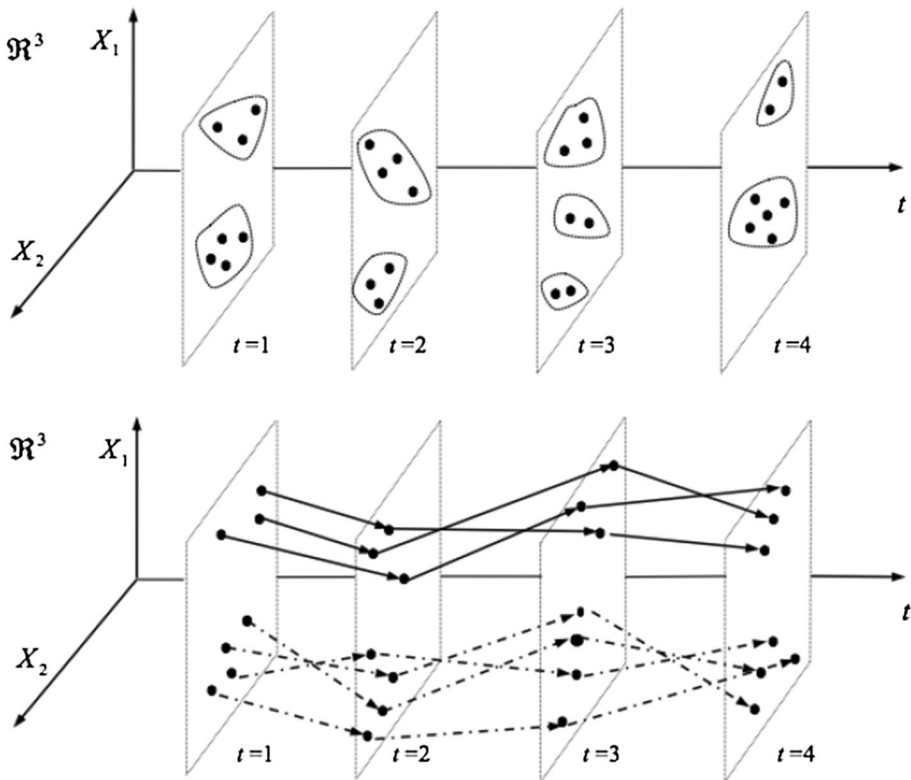 ℜ³
X₁
X₂
t
t =1
t =2
t =3
t =4
ℜ³
X₁
X₂
t
t =1
t =2
t =3
t =4